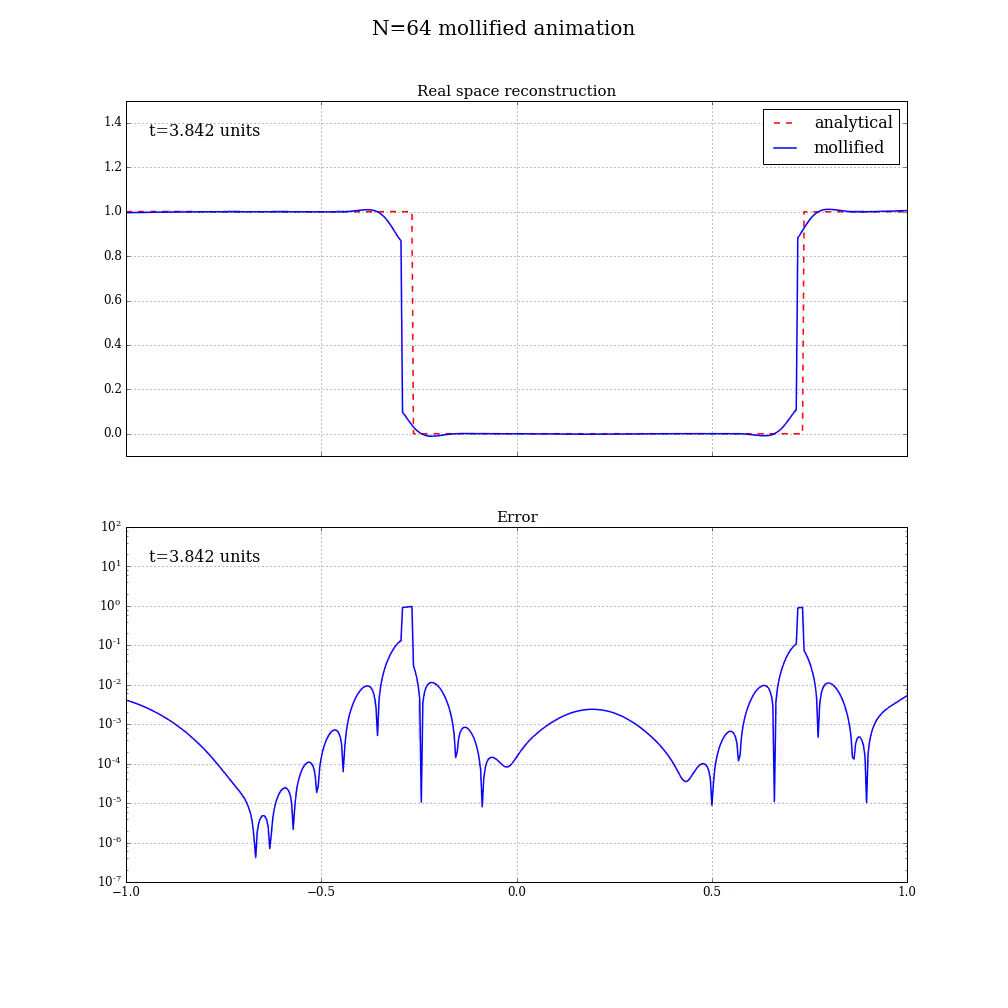 N=64 mollified animation
Real space reconstruction
t=3.842 units
analytical
mollified
1.4
1.2
1.0
0.8
0.6
0.4
0.2
0.0
Error
t=3.842 units
10²
10¹
10⁰
10⁻¹
10⁻²
10⁻³
10⁻⁴
10⁻⁵
10⁻⁶
10⁻⁷
−1.0 −0.5 0.0 0.5 1.0